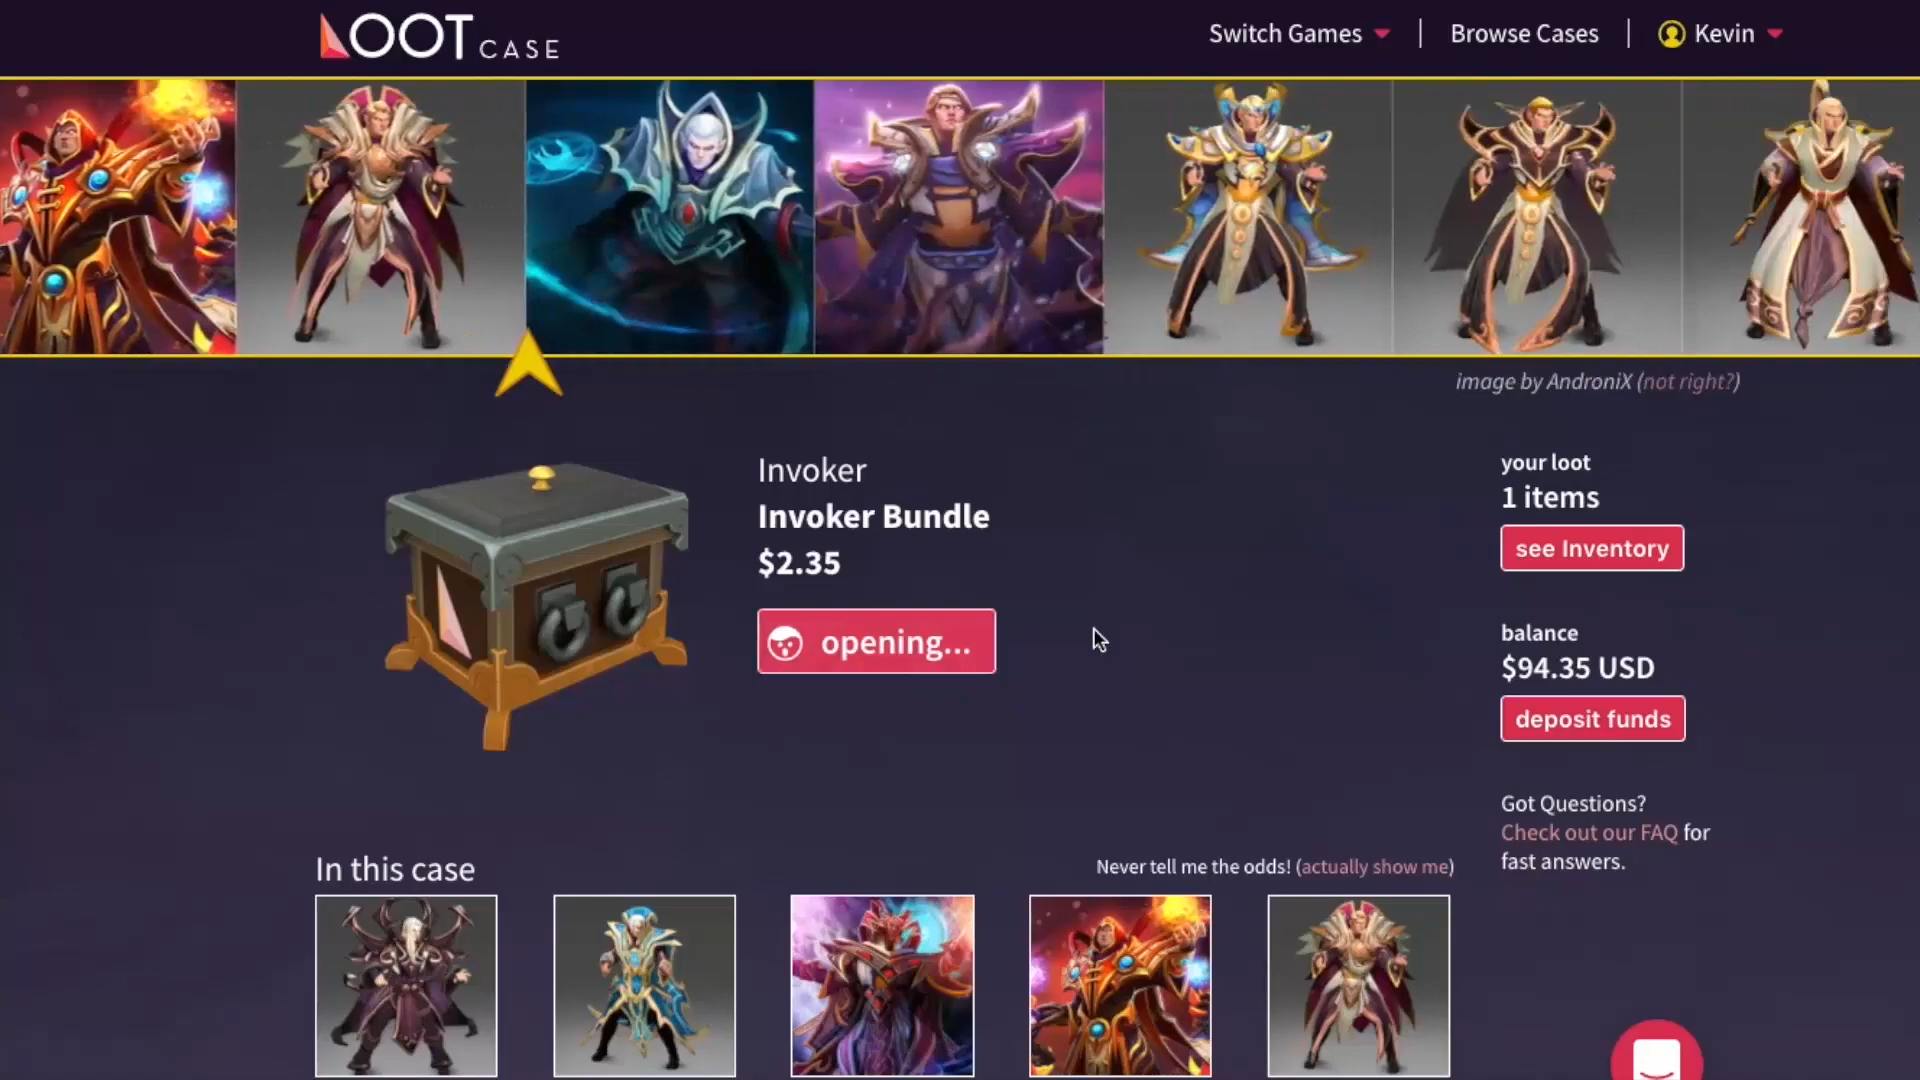 LOOT CASE
Switch Games
Browse Cases
Kevin
image by AndroniX (not right?)
Invoker
Invoker Bundle
$2.35
opening...
your loot
1 items
see Inventory
balance
$94.35 USD
deposit funds
Got Questions?
Check out our FAQ for
fast answers.
In this case
Never tell me the odds! (actually show me)